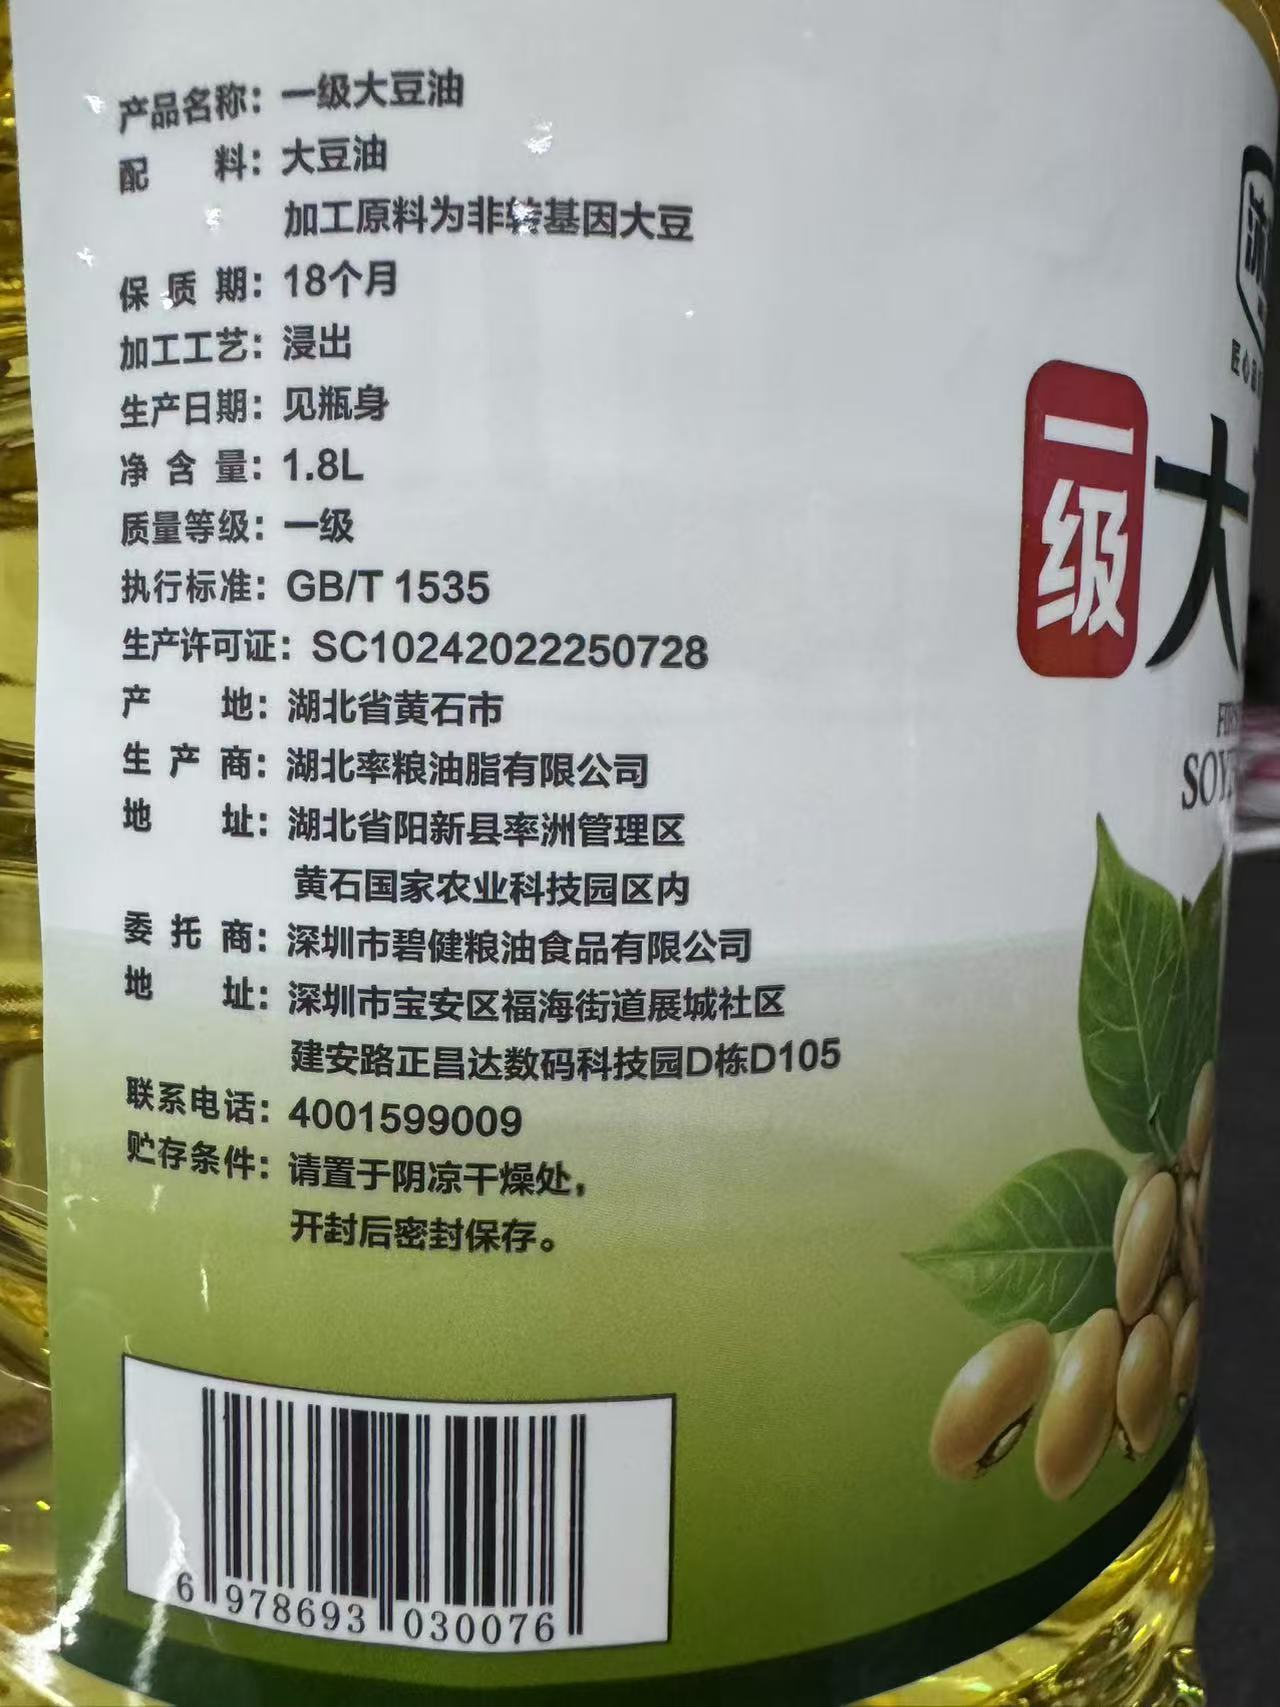 产品名称：一级大豆油
配料：大豆油
加工原料为非转基因大豆
保质期：18个月
加工工艺：浸出
生产日期：见瓶身
净含量：1.8L
质量等级：一级
执行标准：GB/T 1535
生产许可证：SC10242022250728
产地：湖北省黄石市
生产商：湖北率粮油脂有限公司
地址：湖北省阳新县率洲管理区
黄石国家农业科技园区内
委托商：深圳市碧健粮油食品有限公司
地址：深圳市宝安区福海街道展城社区
建安路正昌达数码科技园D栋D105
联系电话：4001599009
贮存条件：请置于阴凉干燥处，
开封后密封保存。
6 978693 030076
匠心
一级
大